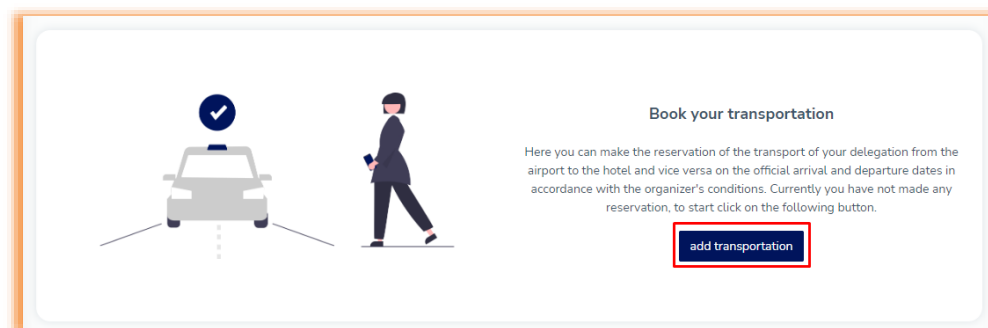 Book your transportation
Here you can make the reservation of the transport of your delegation from the
airport to the hotel and vice versa on the official arrival and departure dates in
accordance with the organizer's conditions. Currently you have not made any
reservation, to start click on the following button.
add transportation